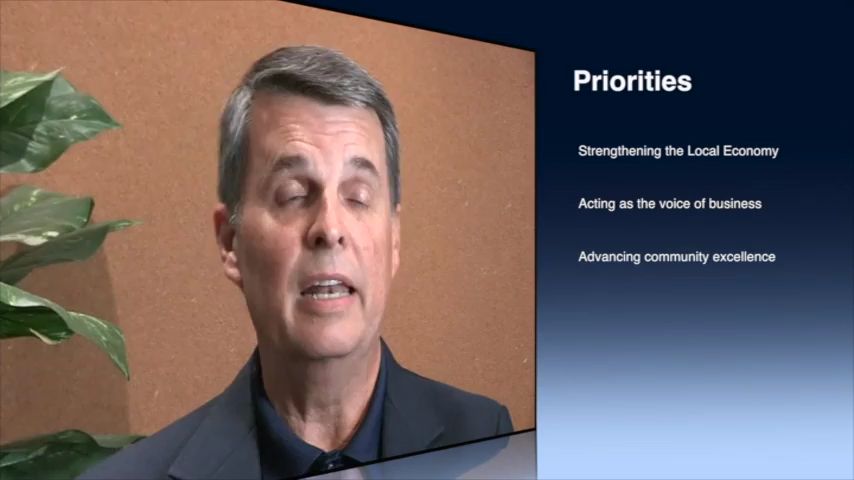 Priorities
Strengthening the Local Economy
Acting as the voice of business
Advancing community excellence